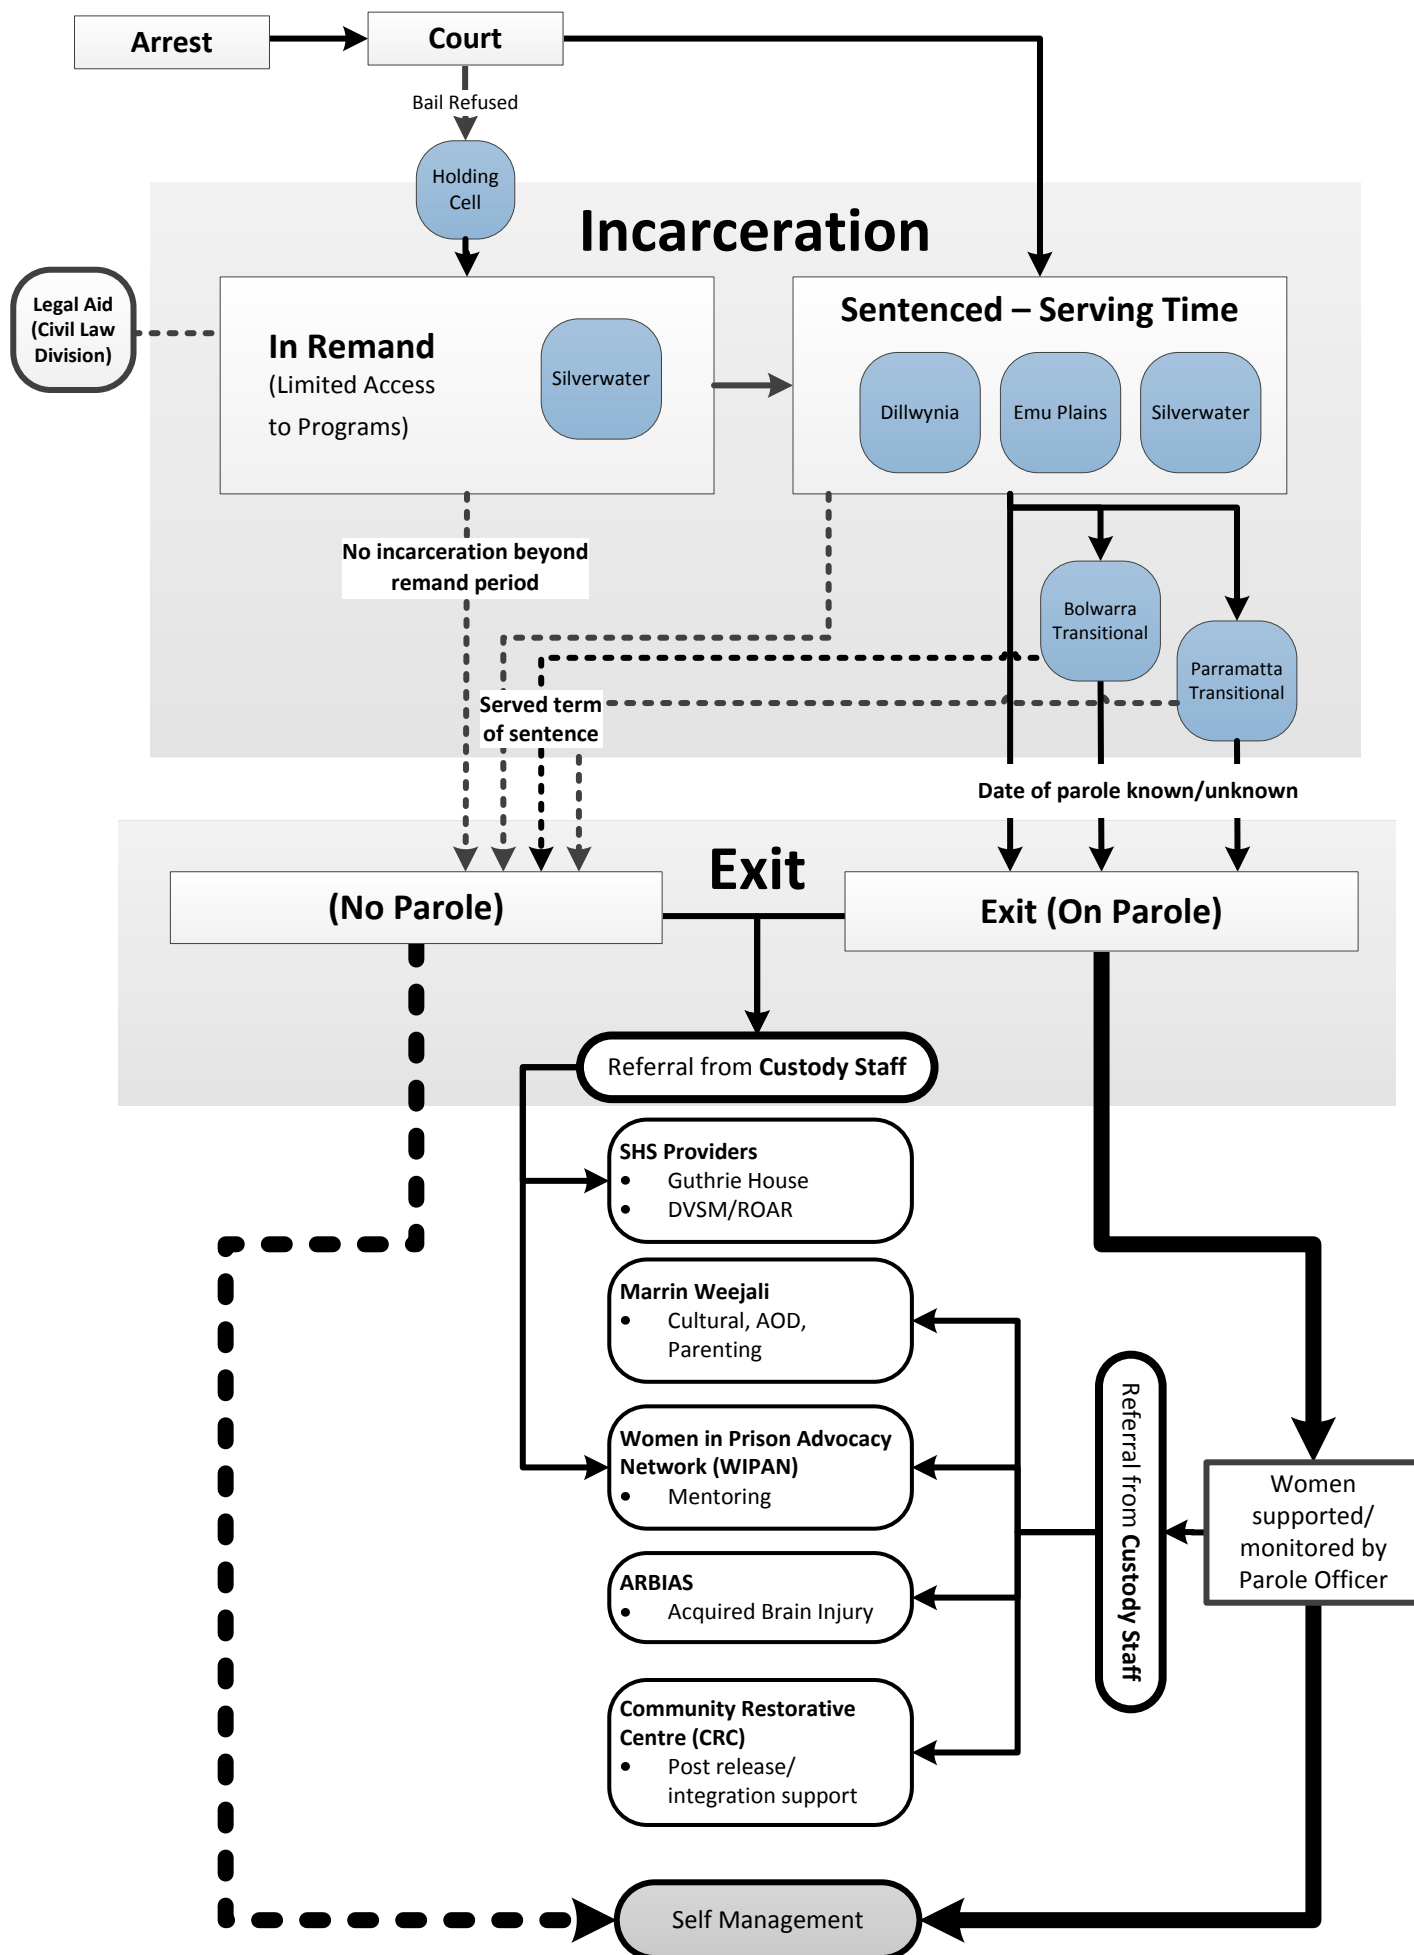 Arrest
Court
Bail Refused
Holding
Cell
Incarceration
Legal Aid
(Civil Law
Division)
In Remand
(Limited Access
to Programs)
Silverwater
Sentenced – Serving Time
Dillwynia
Emu Plains
Silverwater
No incarceration beyond
remand period
Bolwarra
Transitional
Parramatta
Transitional
Served term
of sentence
Date of parole known/unknown
Exit
(No Parole)
Exit (On Parole)
Referral from Custody Staff
SHS Providers
• Guthrie House
• DVSM/ROAR
Marrin Weejali
• Cultural, AOD,
Parenting
Women in Prison Advocacy
Network (WIPAN)
• Mentoring
ARBIAS
• Acquired Brain Injury
Community Restorative
Centre (CRC)
• Post release/
integration support
Referral from Custody Staff
Women
supported/
monitored by
Parole Officer
Self Management